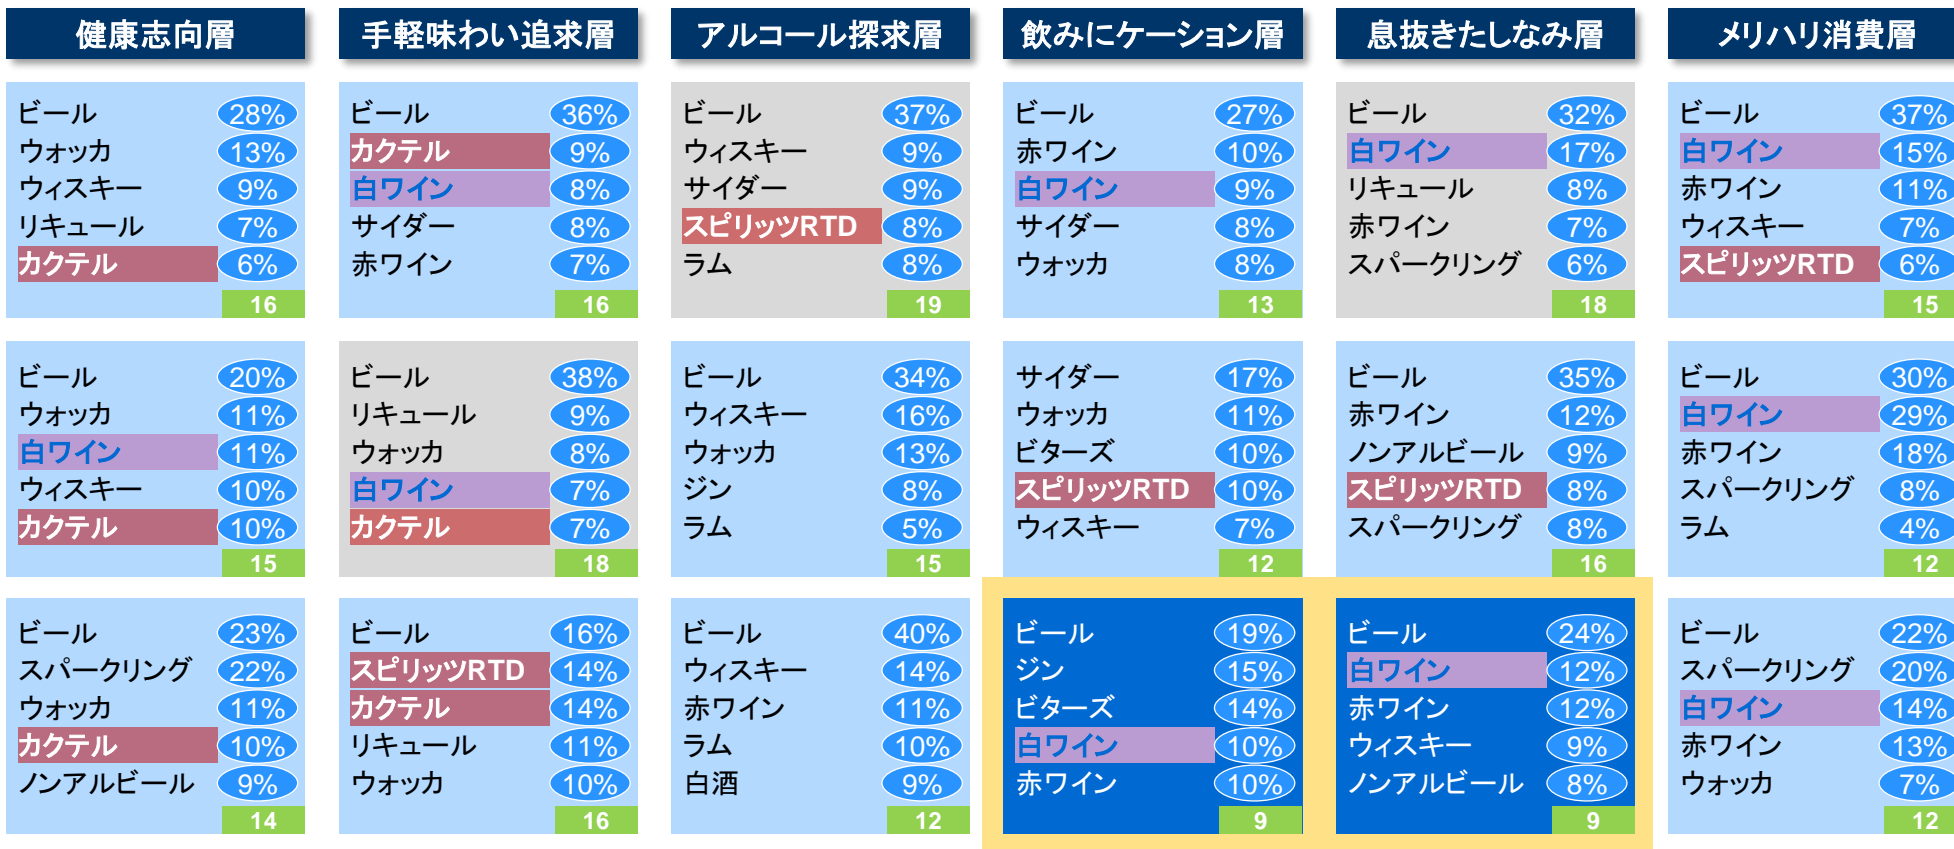 健康志向層
手軽味わい追求層
アルコール探求層
飲みにケーション層
息抜きたしなみ層
メリハリ消費層
ビール 28%
ウォッカ 13%
ウィスキー 9%
リキュール 7%
カクテル 6%
16
ビール 36%
カクテル 9%
白ワイン 8%
サイダー 8%
赤ワイン 7%
16
ビール 37%
ウィスキー 9%
サイダー 9%
スピリッツRTD 8%
ラム 8%
19
ビール 27%
赤ワイン 10%
白ワイン 9%
サイダー 8%
ウォッカ 8%
13
ビール 32%
白ワイン 17%
リキュール 8%
赤ワイン 7%
スパークリング 6%
18
ビール 37%
白ワイン 15%
赤ワイン 11%
ウィスキー 7%
スピリッツRTD 6%
15
ビール 20%
ウォッカ 11%
白ワイン 11%
ウィスキー 10%
カクテル 10%
15
ビール 38%
リキュール 9%
ウォッカ 8%
白ワイン 7%
カクテル 7%
18
ビール 34%
ウィスキー 16%
ウォッカ 13%
ジン 8%
ラム 5%
15
サイダー 17%
ウォッカ 11%
ビターズ 10%
スピリッツRTD 10%
ウィスキー 7%
12
ビール 35%
赤ワイン 12%
ノンアルビール 9%
スピリッツRTD 8%
スパークリング 8%
16
ビール 30%
白ワイン 29%
赤ワイン 18%
スパークリング 8%
ラム 4%
12
ビール 23%
スパークリング 22%
ウォッカ 11%
カクテル 10%
ノンアルビール 9%
14
ビール 16%
スピリッツRTD 14%
カクテル 14%
リキュール 11%
ウォッカ 10%
16
ビール 40%
ウィスキー 14%
赤ワイン 11%
ラム 10%
白酒 9%
12
ビール 19%
ジン 15%
ビターズ 14%
白ワイン 10%
赤ワイン 10%
9
ビール 24%
白ワイン 12%
赤ワイン 12%
ウィスキー 9%
ノンアルビール 8%
9
ビール 22%
スパークリング 20%
白ワイン 14%
赤ワイン 13%
ウォッカ 7%
12